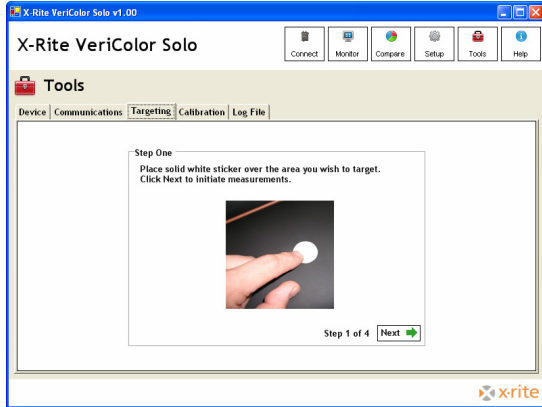 X-Rite VeriColor Solo v1.00
X-Rite VeriColor Solo
Connect Monitor Compare Setup Tools Help
Tools
Device Communications Targeting Calibration Log File
Step One
Place solid white sticker over the area you wish to target.
Click Next to initiate measurements.
Step 1 of 4 Next
x·rite